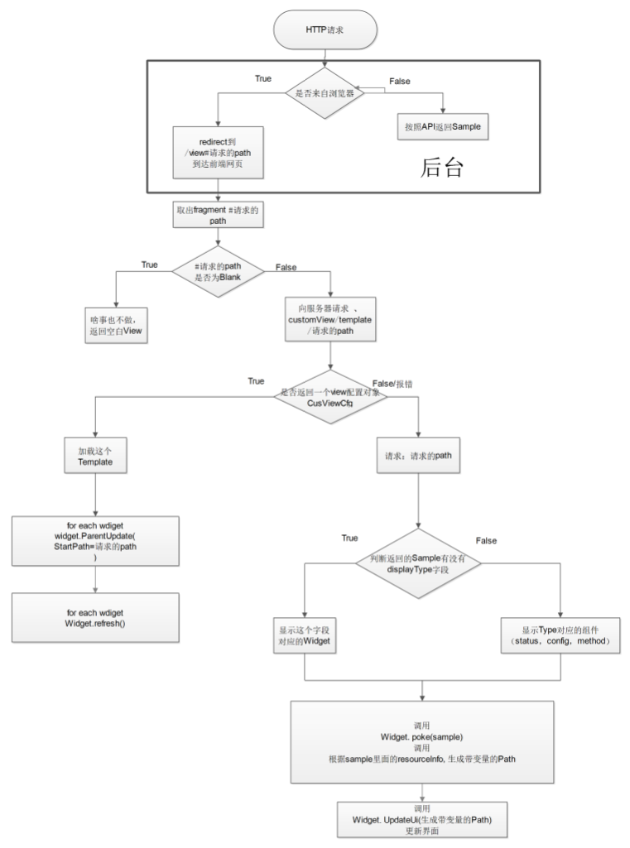 HTTP请求
True
False
是否来自浏览器
redirect到
/view#请求的path
到达前端网页
按照API返回Sample
后台
取出fragment #请求的
path
True
#请求的path
是否为Blank
False
啥事也不做，
返回空白View
向服务器请求 、
customView/template
/请求的path
True
False/报错
是否返回一个view配置对象
CusViewCfg
加载这个
Template
请求：请求的path
for each wdiget
widget.ParentUpdate(
StartPath=请求的path
)
True
False
判断返回的Sample有没有
displayType字段
for each wdiget
Widget.refresh()
显示这个字段
对应的Widget
显示Type对应的组件
（status、config、method）
调用
Widget. poke(sample)
调用
根据sample里面的resourceInfo, 生成带变量的Path
调用
Widget. UpdateUi(生成带变量的Path)
更新界面